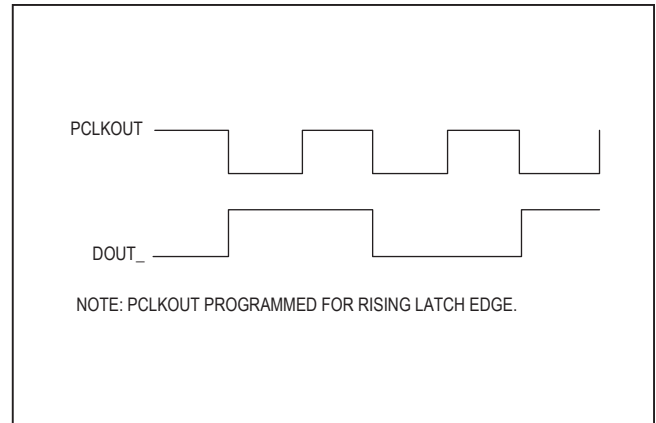 PCLKOUT
DOUT_
NOTE: PCLKOUT PROGRAMMED FOR RISING LATCH EDGE.